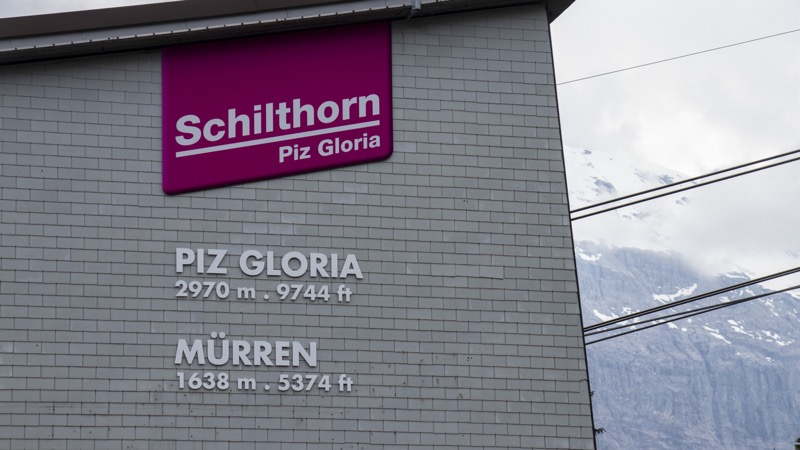 Schilthorn
Piz Gloria
PIZ GLORIA
2970 m . 9744 ft
MÜRREN
1638 m . 5374 ft